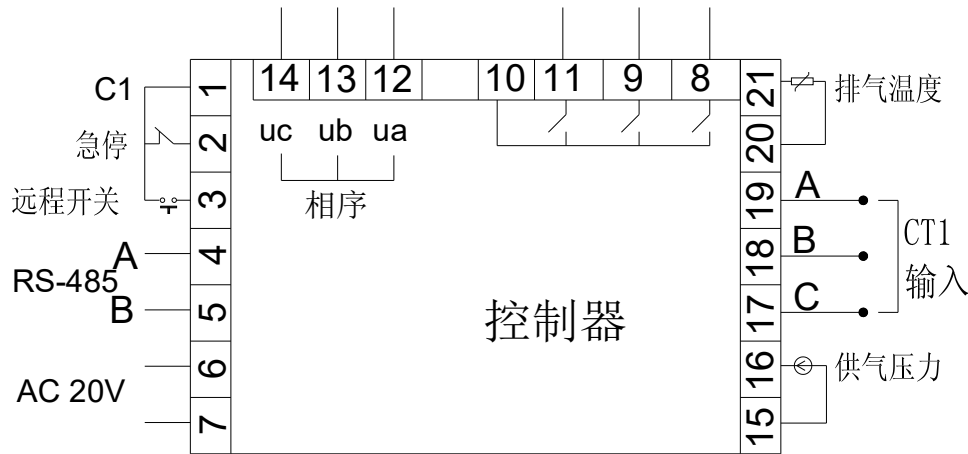 14 13 12 10 11 9 8
uc ub ua
相序
C1 1
急停 2
远程开关 3
A 4
RS-485
B 5
6
AC 20V
7
控制器
21 排气温度
20
19 A
18 B
17 C
CT1
输入
16 供气压力
15